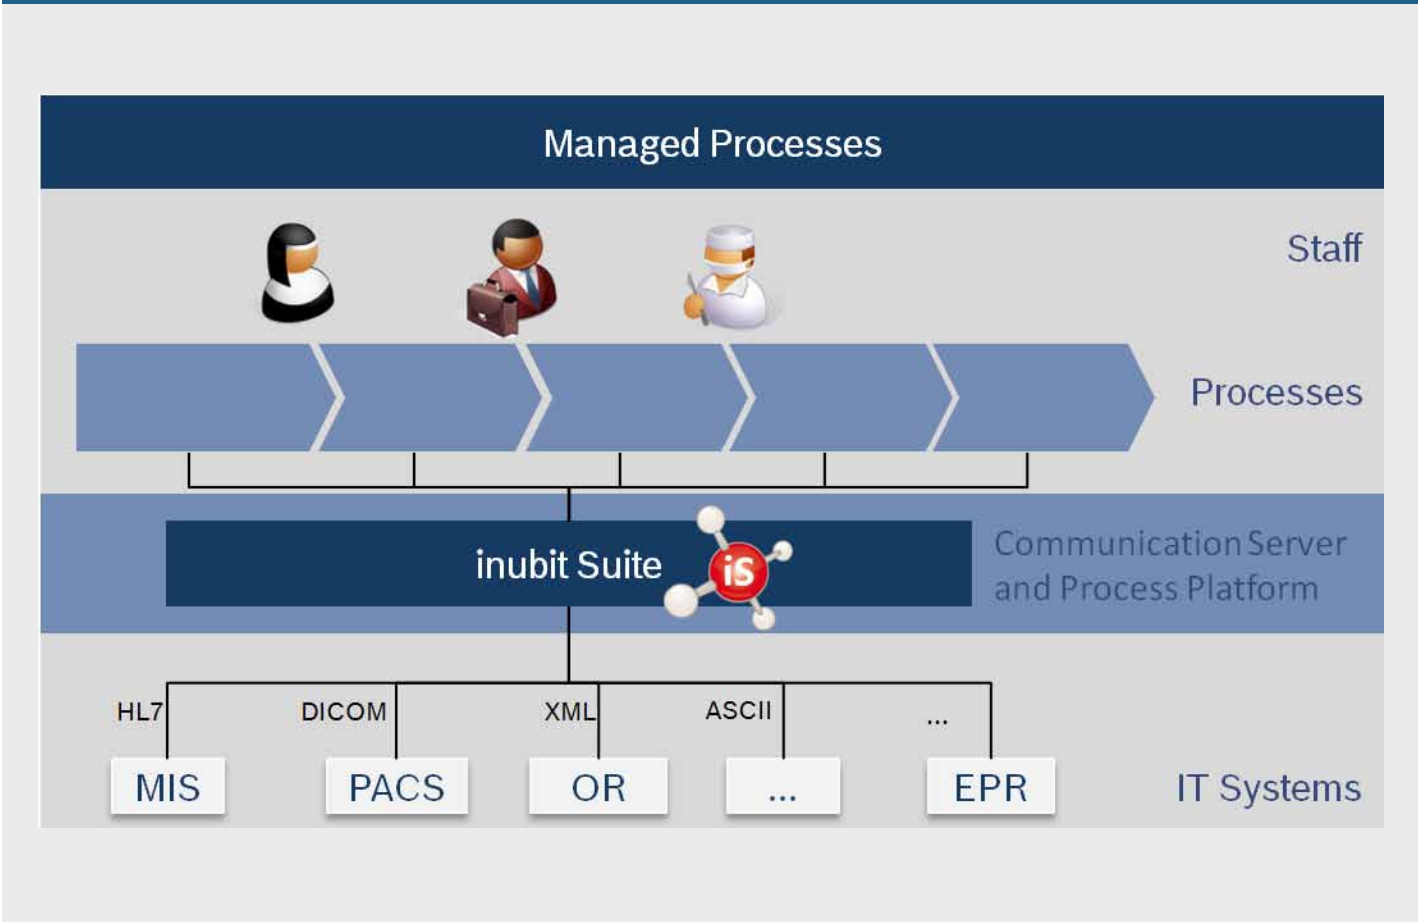 Managed Processes
Staff
Processes
inubit Suite
iS
Communication Server
and Process Platform
HL7
DICOM
XML
ASCII
...
MIS
PACS
OR
...
EPR
IT Systems